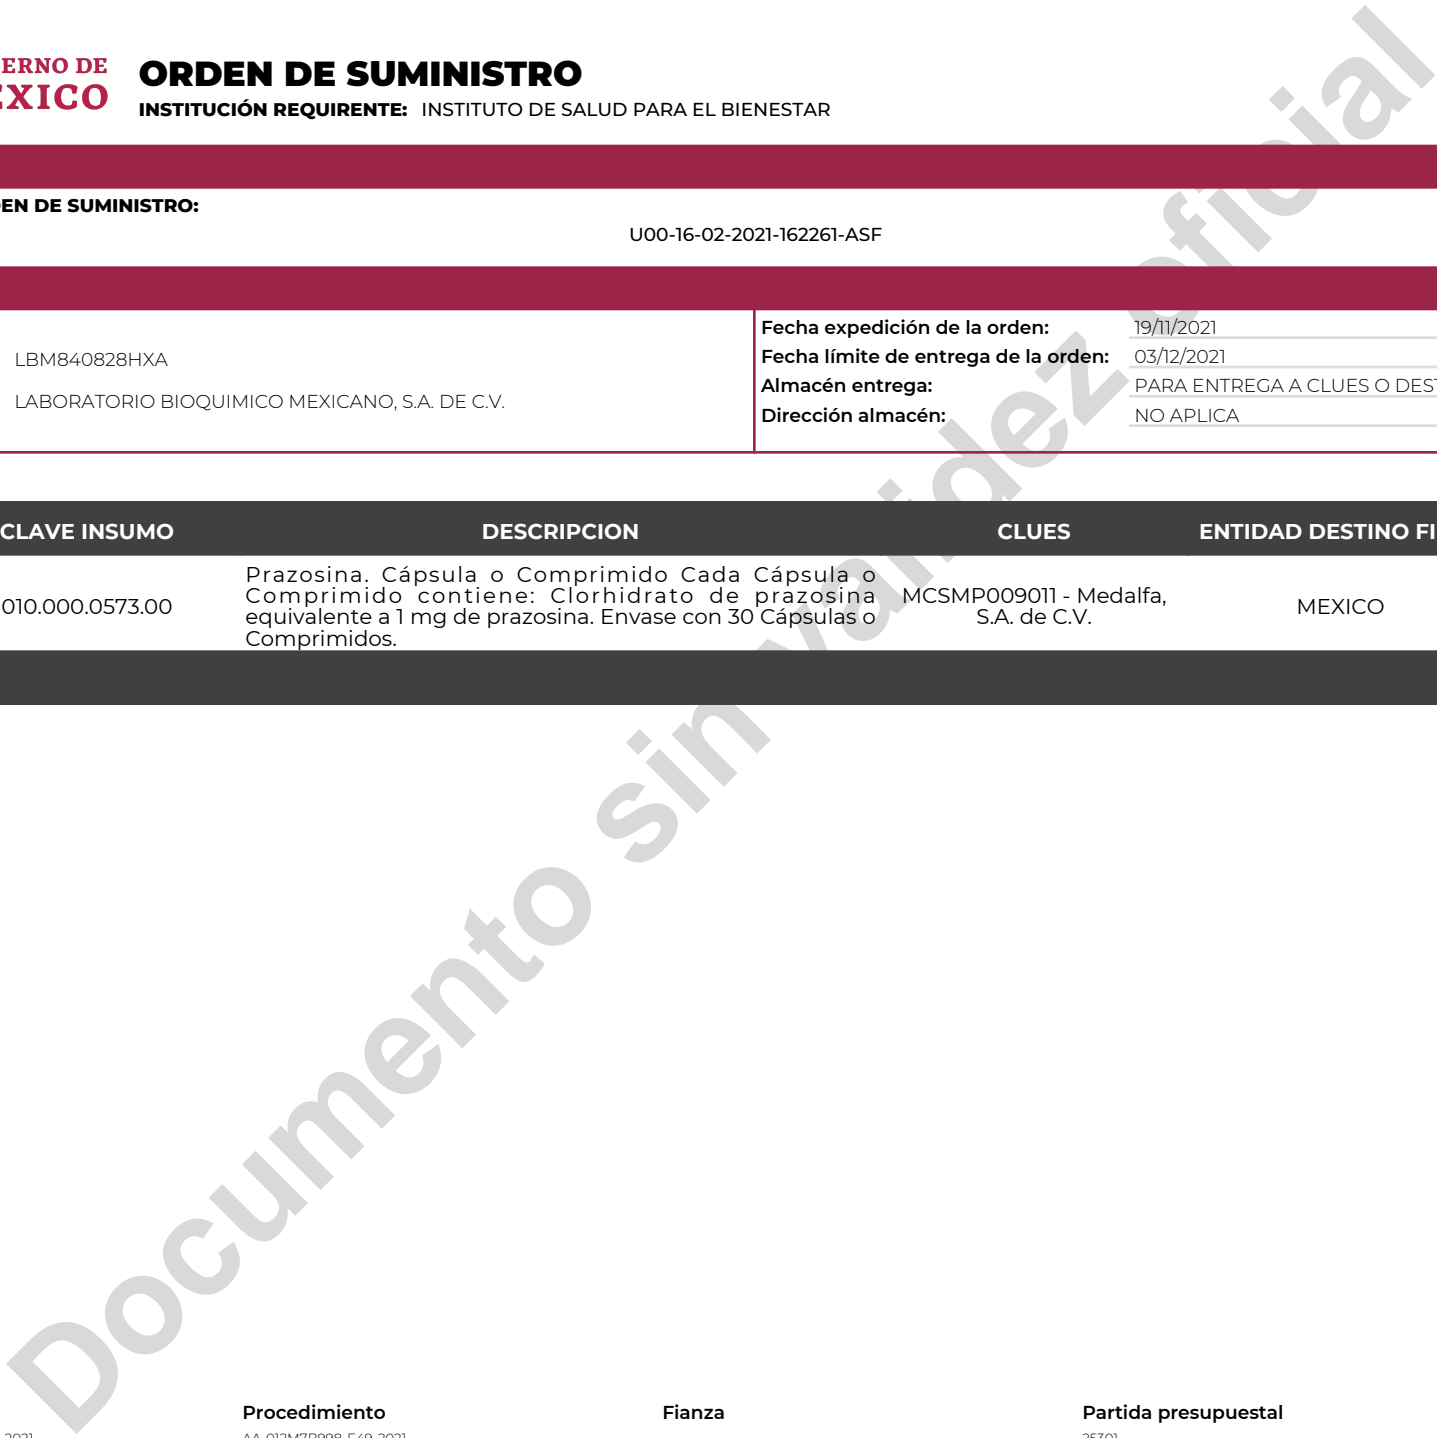 ERNO DE
ÉXICO
ORDEN DE SUMINISTRO
INSTITUCIÓN REQUIRENTE: INSTITUTO DE SALUD PARA EL BIENESTAR
EN DE SUMINISTRO:
U00-16-02-2021-162261-ASF
LBM840828HXA
LABORATORIO BIOQUIMICO MEXICANO, S.A. DE C.V.
Fecha expedición de la orden: 19/11/2021
Fecha límite de entrega de la orden: 03/12/2021
Almacén entrega: PARA ENTREGA A CLUES O DEST
Dirección almacén: NO APLICA
CLAVE INSUMO DESCRIPCION CLUES ENTIDAD DESTINO FI
010.000.0573.00
Prazosina. Cápsula o Comprimido Cada Cápsula o
Comprimido contiene: Clorhidrato de prazosina
equivalente a 1 mg de prazosina. Envase con 30 Cápsulas o
Comprimidos.
MCSMP009011 - Medalfa,
S.A. de C.V.
MEXICO
Documento sin validez oficial
Procedimiento Fianza Partida presupuestal